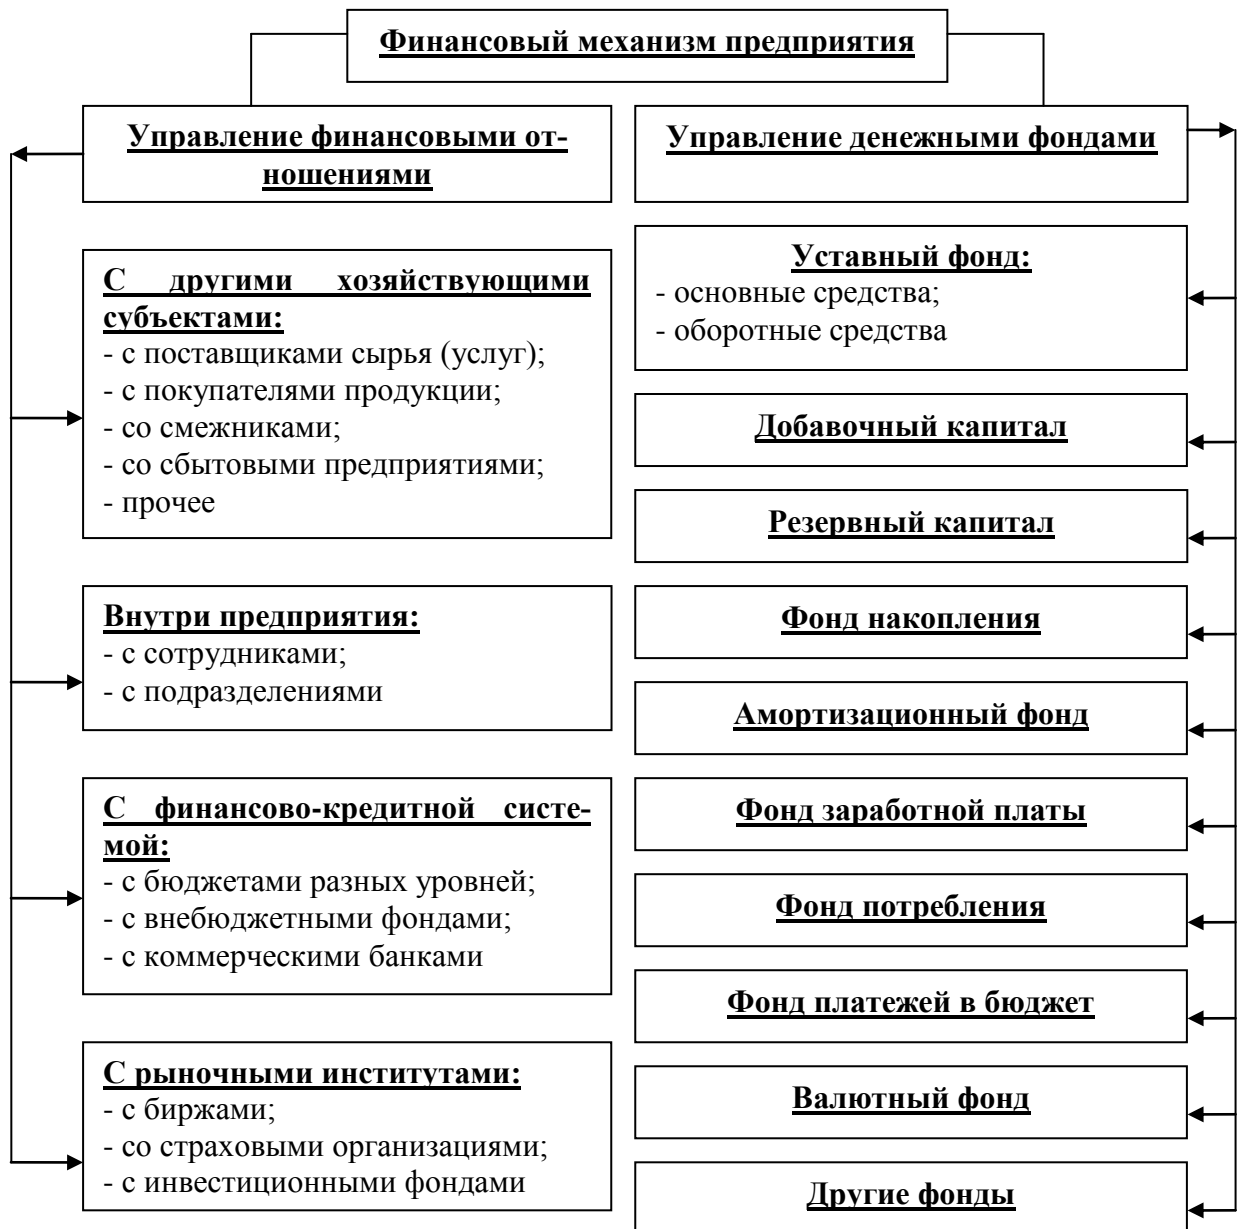 Финансовый механизм предприятия
Управление финансовыми от-
ношениями
С другими хозяйствующими
субъектами:
- с поставщиками сырья (услуг);
- с покупателями продукции;
- со смежниками;
- со сбытовыми предприятиями;
- прочее
Внутри предприятия:
- с сотрудниками;
- с подразделениями
С финансово-кредитной систе-
мой:
- с бюджетами разных уровней;
- с внебюджетными фондами;
- с коммерческими банками
С рыночными институтами:
- с биржами;
- со страховыми организациями;
- с инвестиционными фондами
Управление денежными фондами
Уставный фонд:
- основные средства;
- оборотные средства
Добавочный капитал
Резервный капитал
Фонд накопления
Амортизационный фонд
Фонд заработной платы
Фонд потребления
Фонд платежей в бюджет
Валютный фонд
Другие фонды